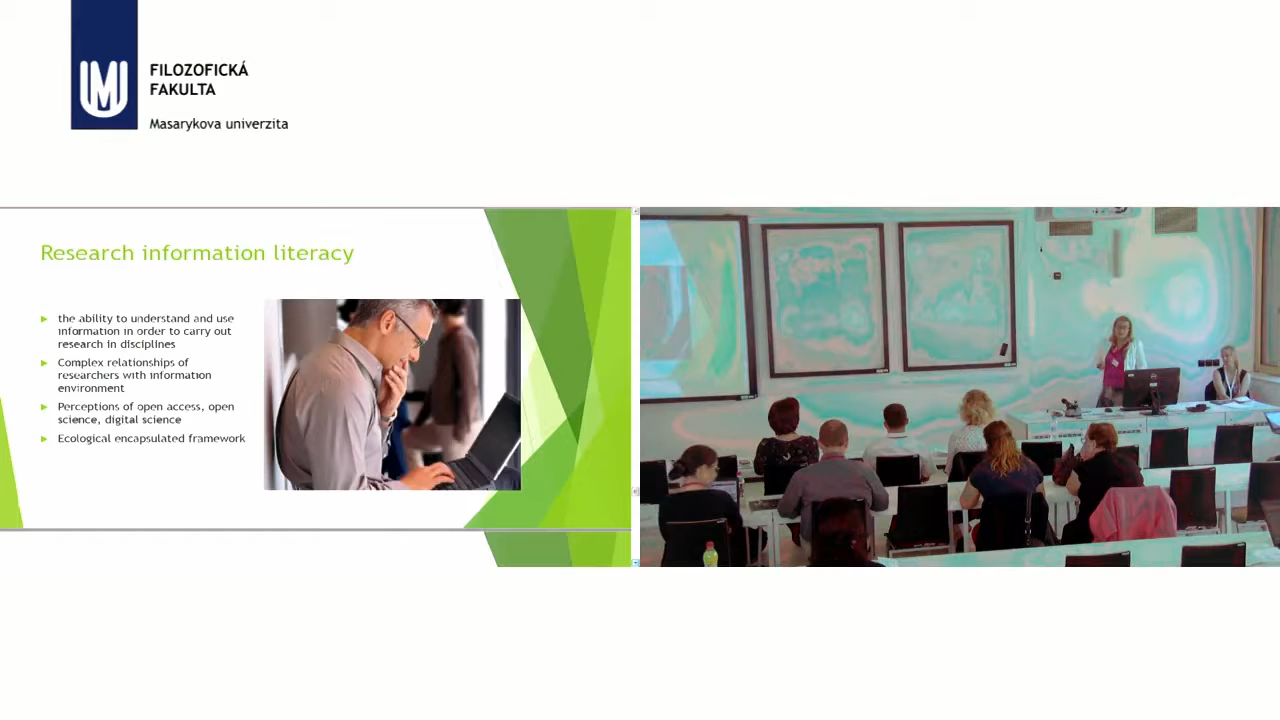 FILOZOFICKÁ
FAKULTA
Masarykova univerzita
Research information literacy
the ability to understand and use
information in order to carry out
research in disciplines
Complex relationships of
researchers with information
environment
Perceptions of open access, open
science, digital science
Ecological encapsulated framework